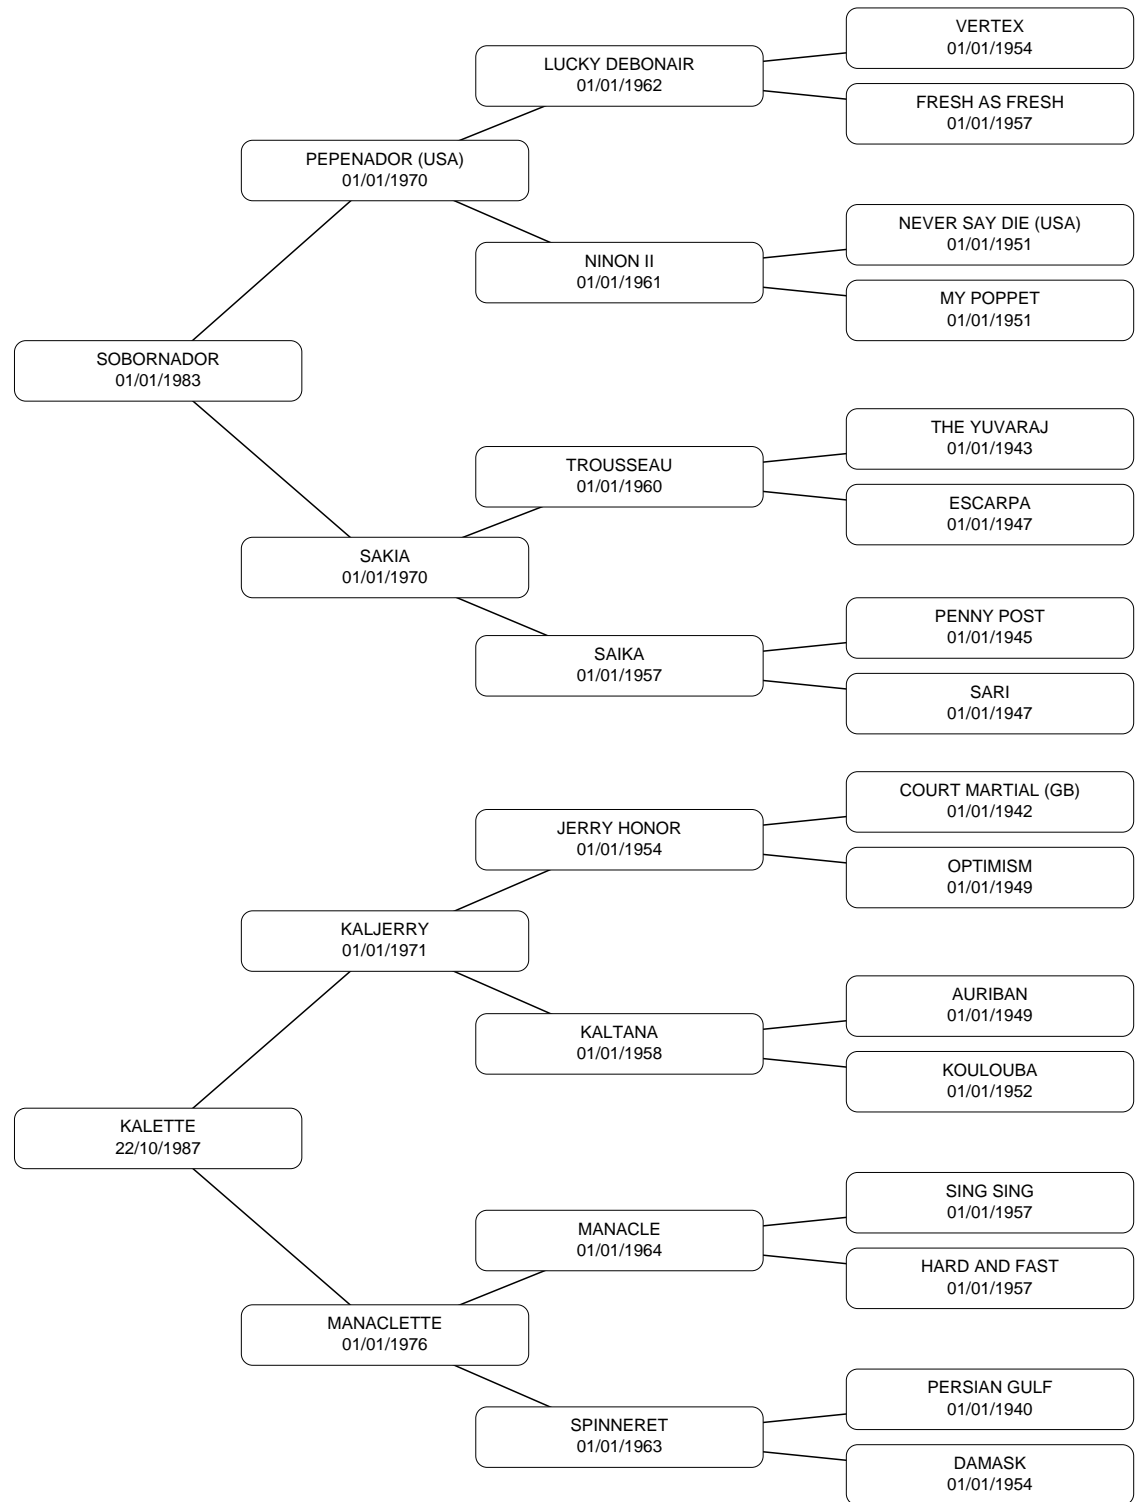 VERTEX
01/01/1954
LUCKY DEBONAIR
01/01/1962
FRESH AS FRESH
01/01/1957
PEPENADOR (USA)
01/01/1970
NEVER SAY DIE (USA)
01/01/1951
NINON II
01/01/1961
MY POPPET
01/01/1951
SOBORNADOR
01/01/1983
THE YUVARAJ
01/01/1943
TROUSSEAU
01/01/1960
ESCARPA
01/01/1947
SAKIA
01/01/1970
PENNY POST
01/01/1945
SAIKA
01/01/1957
SARI
01/01/1947
COURT MARTIAL (GB)
01/01/1942
JERRY HONOR
01/01/1954
OPTIMISM
01/01/1949
KALJERRY
01/01/1971
AURIBAN
01/01/1949
KALTANA
01/01/1958
KOULOUBA
01/01/1952
KALETTE
22/10/1987
SING SING
01/01/1957
MANACLE
01/01/1964
HARD AND FAST
01/01/1957
MANACLETTE
01/01/1976
PERSIAN GULF
01/01/1940
SPINNERET
01/01/1963
DAMASK
01/01/1954